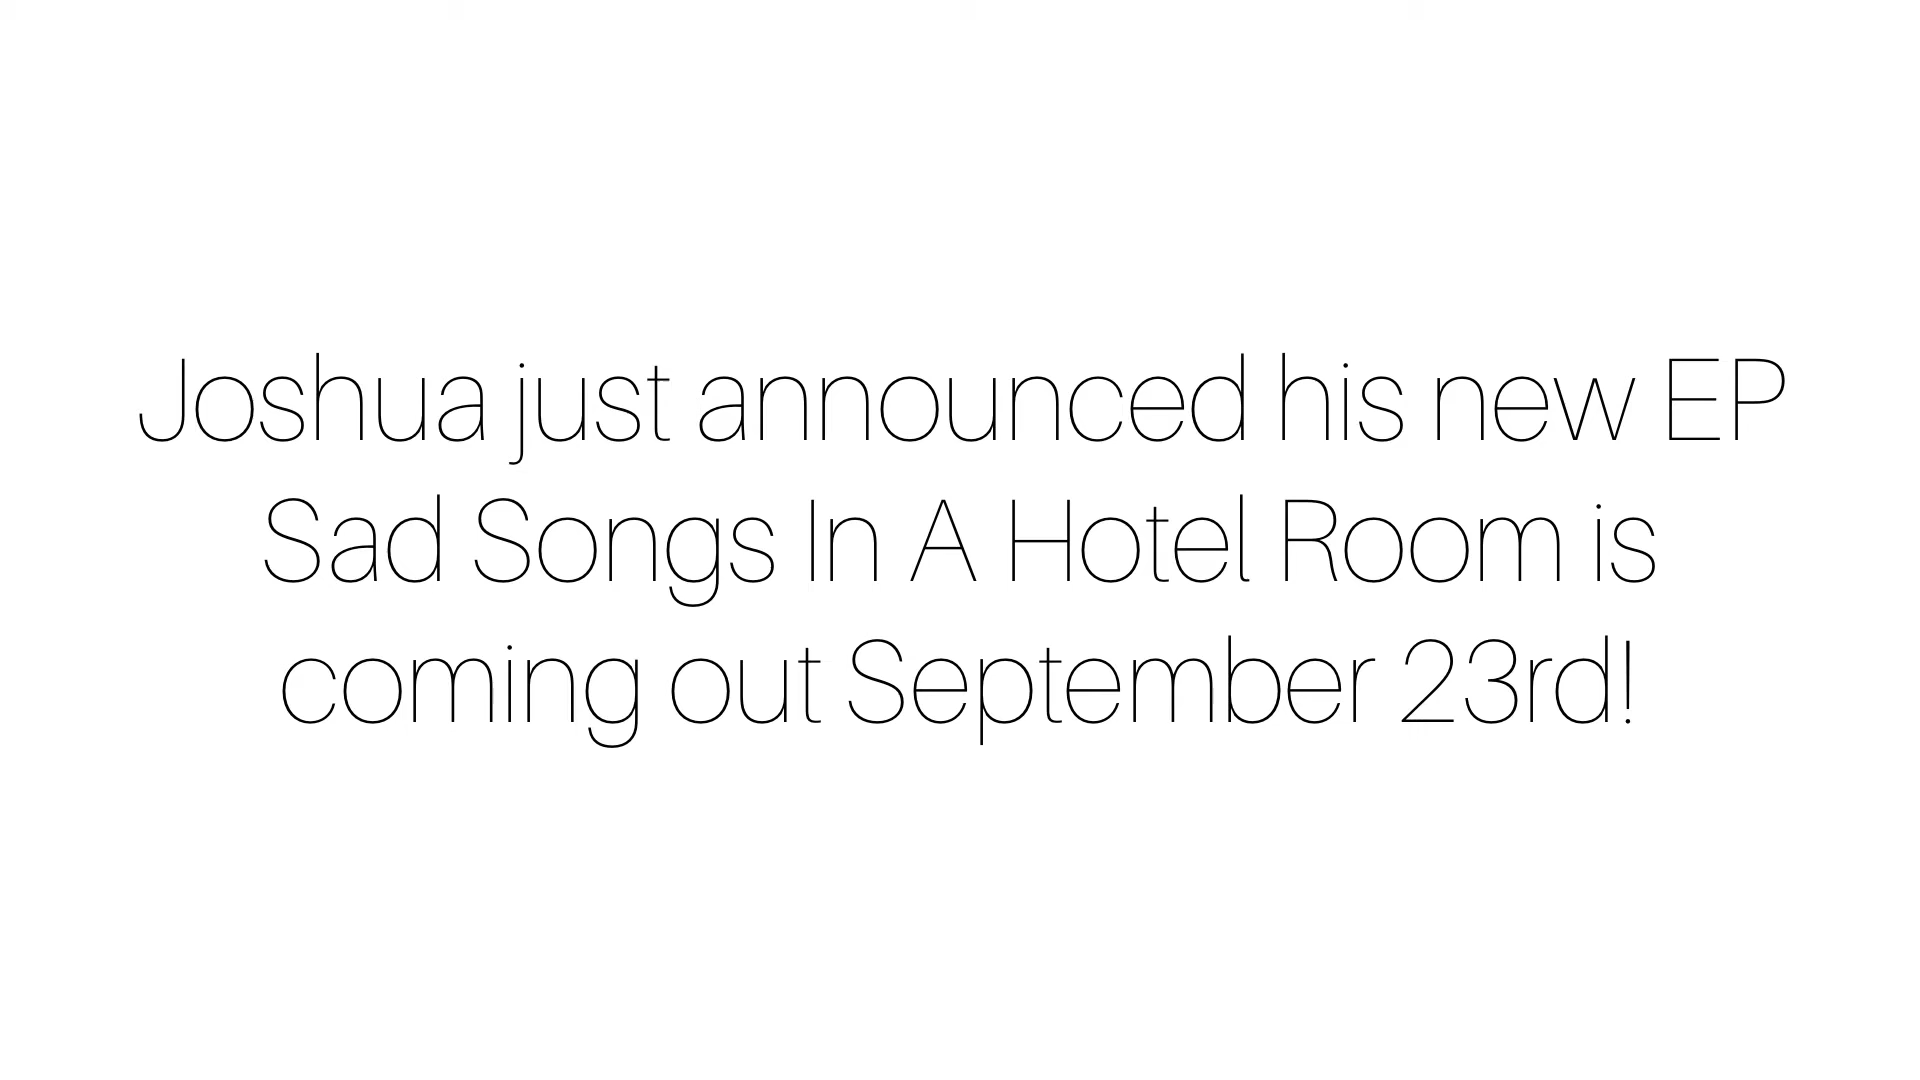 Joshua just announced his new EP
Sad Songs In A Hotel Room is
coming out September 23rd!